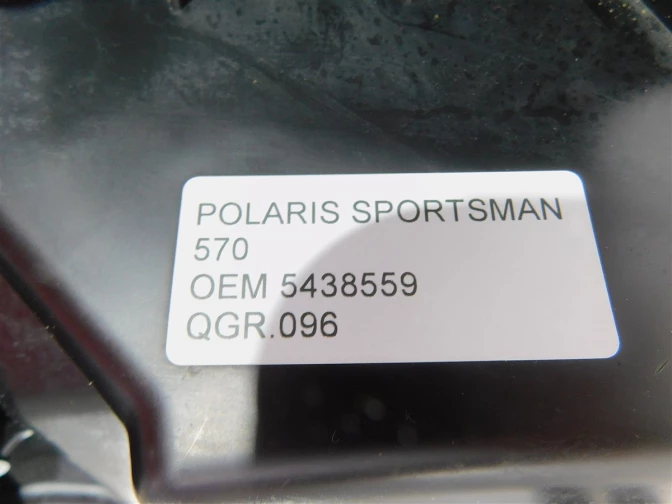 POLARIS SPORTSMAN
570
OEM 5438559
QGR.096